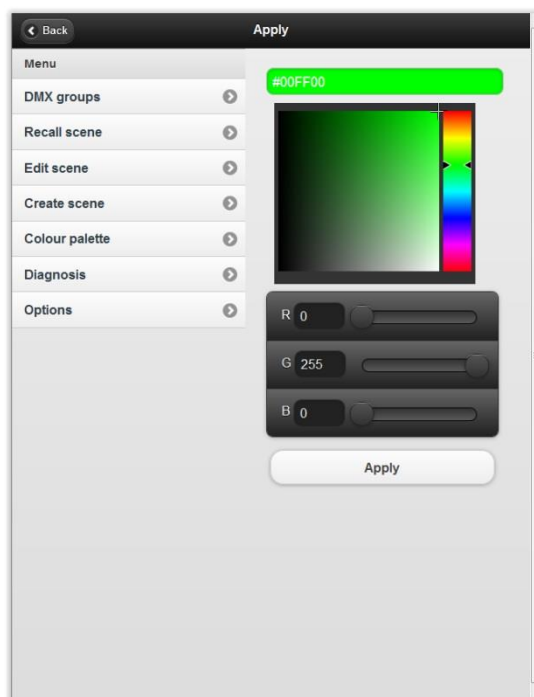 Back
Apply
Menu
DMX groups
Recall scene
Edit scene
Create scene
Colour palette
Diagnosis
Options
#00FF00
R 0
G 255
B 0
Apply